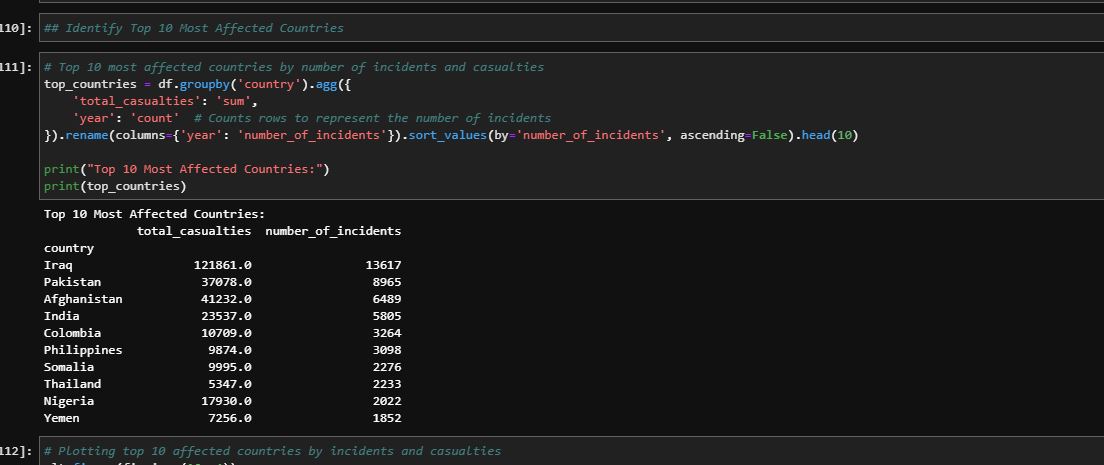 110]: ## Identify Top 10 Most Affected Countries
111]: # Top 10 most affected countries by number of incidents and casualties
top_countries = df.groupby('country').agg({
    'total_casualties': 'sum',
    'year': 'count'  # Counts rows to represent the number of incidents
}).rename(columns={'year': 'number_of_incidents'}).sort_values(by='number_of_incidents', ascending=False).head(10)
print("Top 10 Most Affected Countries:")
print(top_countries)
Top 10 Most Affected Countries:
total_casualties  number_of_incidents
country
Iraq 121861.0 13617
Pakistan 37078.0 8965
Afghanistan 41232.0 6489
India 23537.0 5805
Colombia 10709.0 3264
Philippines 9874.0 3098
Somalia 9995.0 2276
Thailand 5347.0 2233
Nigeria 17930.0 2022
Yemen 7256.0 1852
112]: # Plotting top 10 affected countries by incidents and casualties